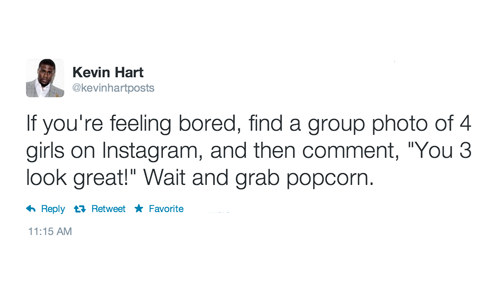 Kevin Hart
@kevinhartposts
If you're feeling bored, find a group photo of 4
girls on Instagram, and then comment, "You 3
look great!" Wait and grab popcorn.
Reply Retweet Favorite
11:15 AM